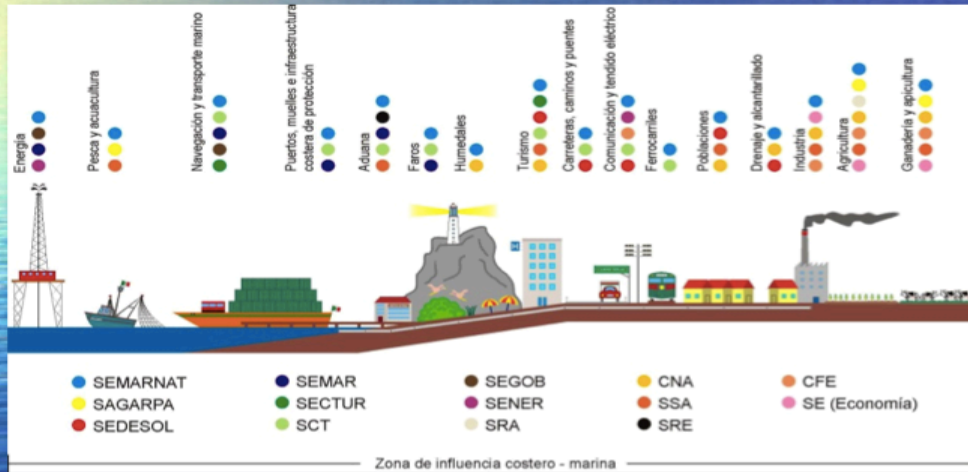 Energía
Pesca y acuacultura
Navegación y transporte marino
Puertos, muelles e infraestructura
costera de protección
Aduana
Faros
Humedales
Turismo
Carreteras, caminos y puentes
Comunicación y tendido eléctrico
Ferrocarriles
Poblaciones
Drenaje y alcantarillado
Industria
Agricultura
Ganadería y apicultura
H
SEMARNAT
SAGARPA
SEDESOL
SEMAR
SECTUR
SCT
SEGOB
SENER
SRA
CNA
SSA
SRE
CFE
SE (Economía)
Zona de influencia costero - marina